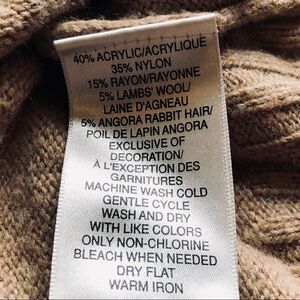 40% ACRYLIC/ACRYLIQUE
35% NYLON
15% RAYON/RAYONNE
5% LAMBS' WOOL/
LAINE D'AGNEAU
5% ANGORA RABBIT HAIR/
POIL DE LAPIN ANGORA
EXCLUSIVE OF
DECORATION/
À L'EXCEPTION DES
GARNITURES
MACHINE WASH COLD
GENTLE CYCLE
WASH AND DRY
WITH LIKE COLORS
ONLY NON-CHLORINE
BLEACH WHEN NEEDED
DRY FLAT
WARM IRON